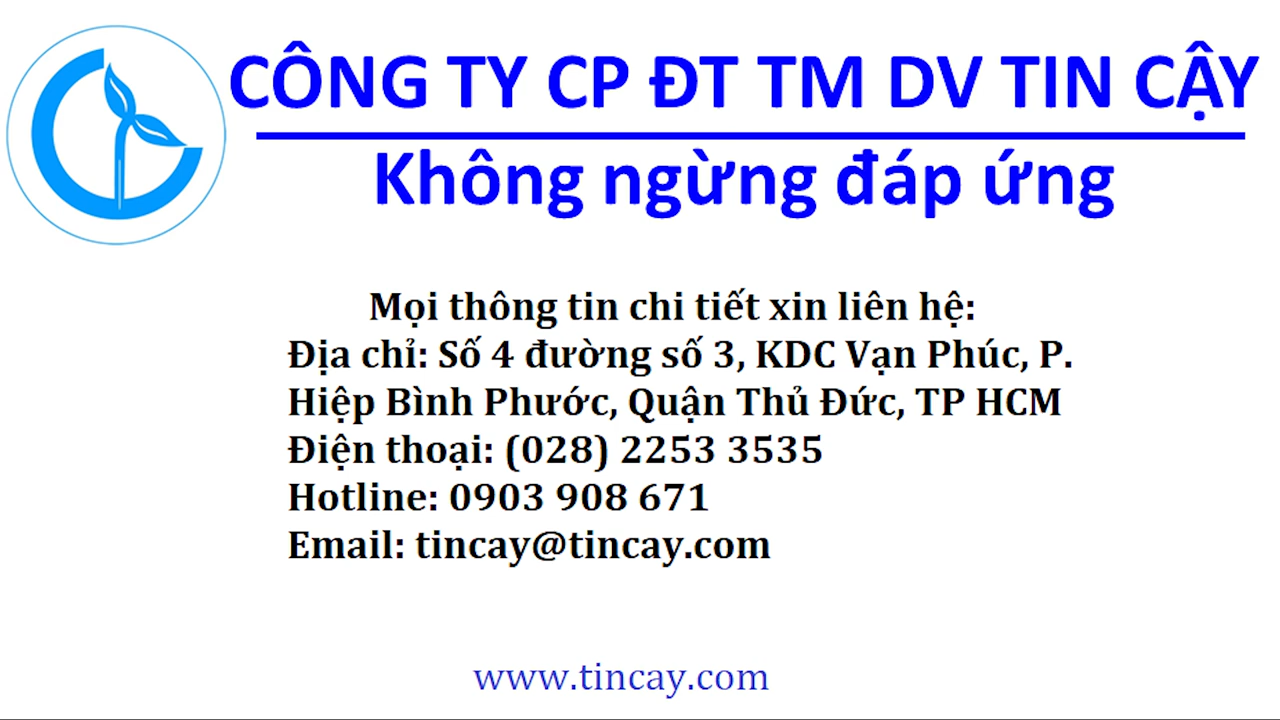 CÔNG TY CP ĐT TM DV TIN CẬY
Không ngừng đáp ứng
Mọi thông tin chi tiết xin liên hệ:
Địa chỉ: Số 4 đường số 3, KDC Vạn Phúc, P.
Hiệp Bình Phước, Quận Thủ Đức, TP HCM
Điện thoại: (028) 2253 3535
Hotline: 0903 908 671
Email: tincay@tincay.com
www.tincay.com